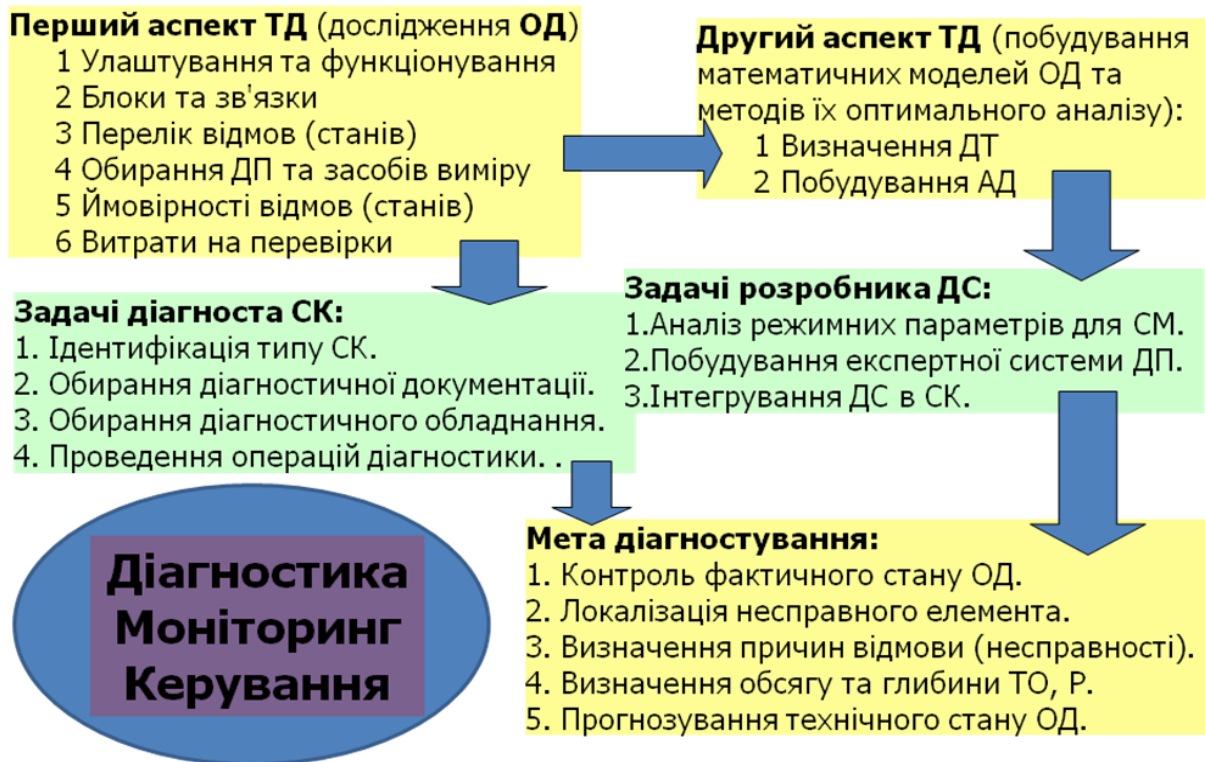 Перший аспект ТД (дослідження ОД)
1 Улаштування та функціонування
2 Блоки та зв'язки
3 Перелік відмов (станів)
4 Обирання ДП та засобів виміру
5 Ймовірності відмов (станів)
6 Витрати на перевірки
Другий аспект ТД (побудування
математичних моделей ОД та
методів їх оптимального аналізу):
1 Визначення ДТ
2 Побудування АД
Задачі діагноста СК:
1. Ідентифікація типу СК.
2. Обирання діагностичної документації.
3. Обирання діагностичного обладнання.
4. Проведення операцій діагностики. .
Задачі розробника ДС:
1.Аналіз режимних параметрів для СМ.
2.Побудування експертної системи ДП.
3.Інтегрування ДС в СК.
Діагностика
Моніторинг
Керування
Мета діагностування:
1. Контроль фактичного стану ОД.
2. Локалізація несправного елемента.
3. Визначення причин відмови (несправності).
4. Визначення обсягу та глибини ТО, Р.
5. Прогнозування технічного стану ОД.